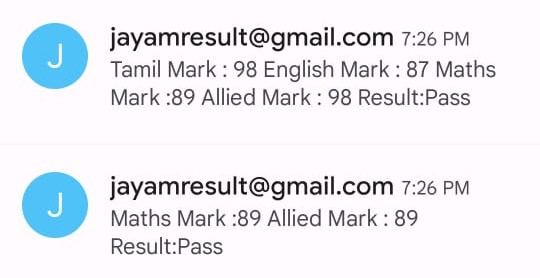 J
jayamresult@gmail.com 7:26 PM
Tamil Mark : 98 English Mark : 87 Maths
Mark :89 Allied Mark : 98 Result:Pass
J
jayamresult@gmail.com 7:26 PM
Maths Mark :89 Allied Mark : 89
Result:Pass